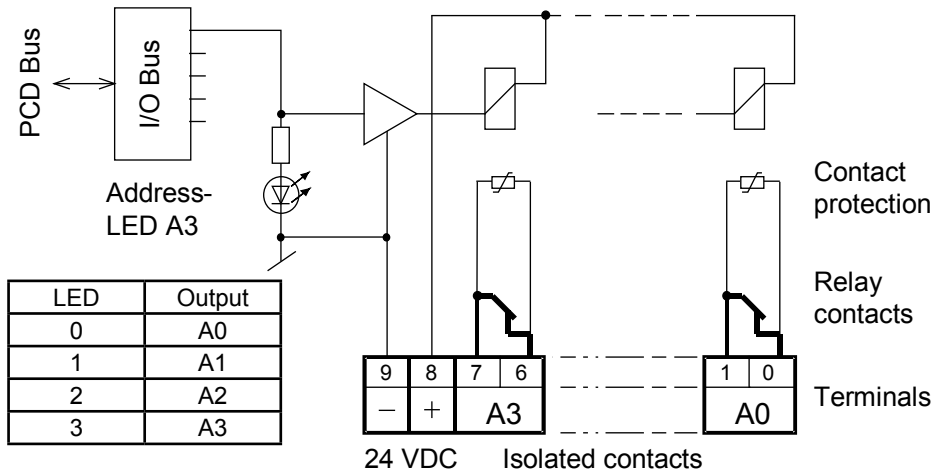 PCD Bus
I/O Bus
Address-
LED A3
Contact
protection
Relay
contacts
LED Output
0 A0
1 A1
2 A2
3 A3
9 8 7 6 1 0
− + A3 A0
Terminals
24 VDC Isolated contacts